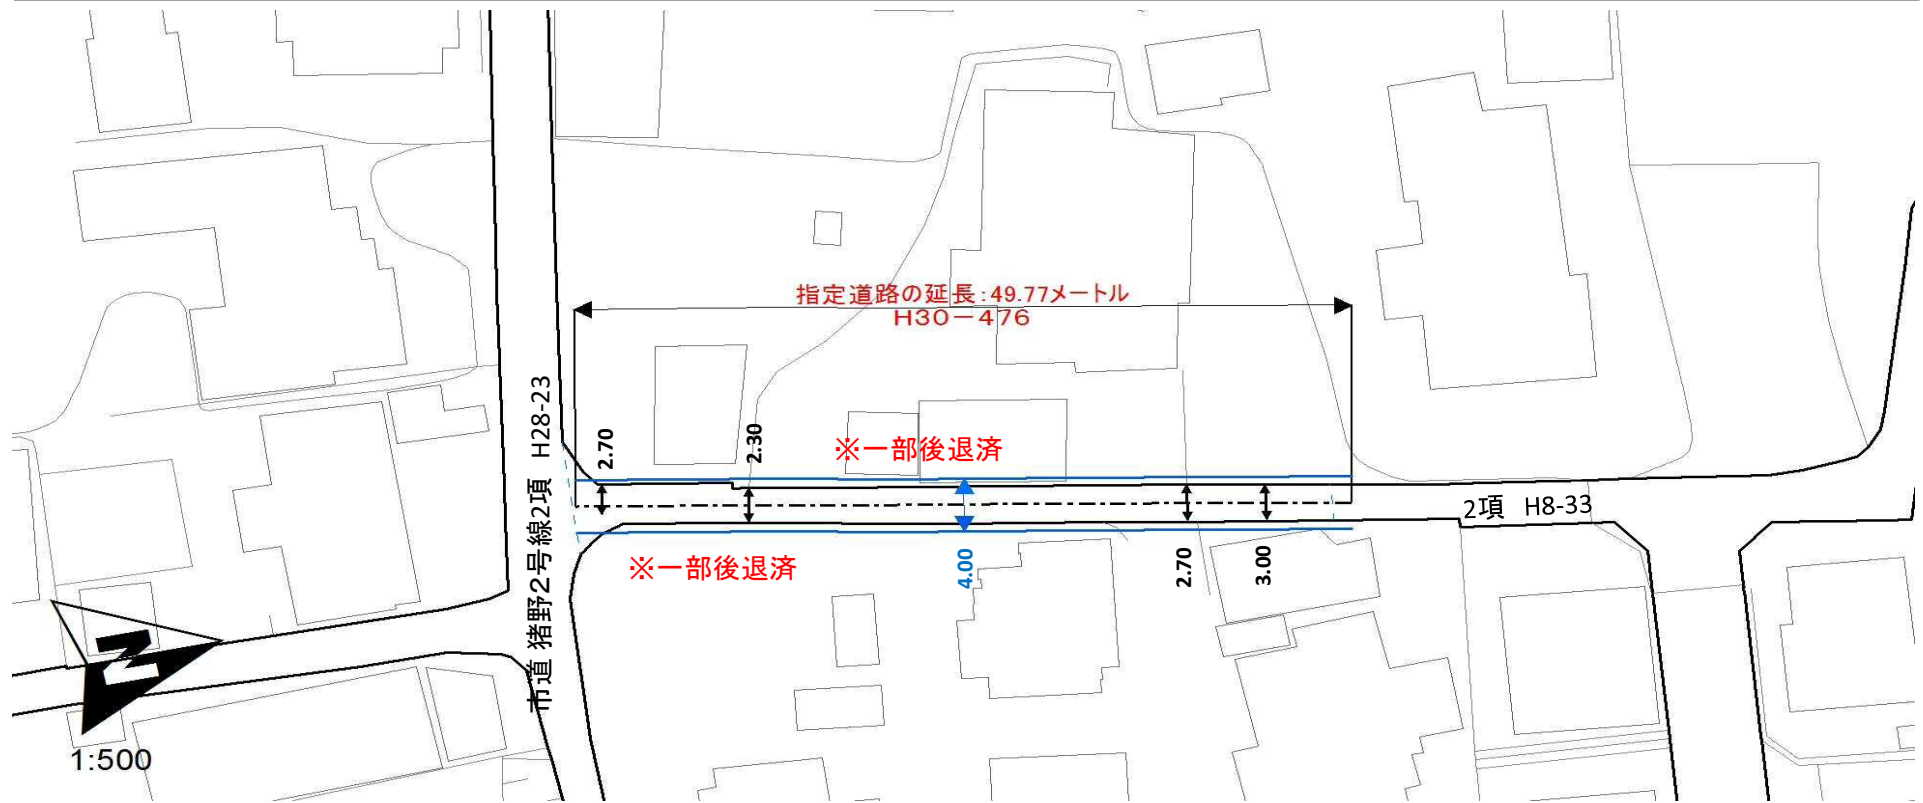 指定道路の延長:49.77メートル
H30-476
市道 猪野2号線2項 H28-23
2.70
2.30
※一部後退済
2項 H8-33
※一部後退済
4.00
2.70
3.00
N
1:500